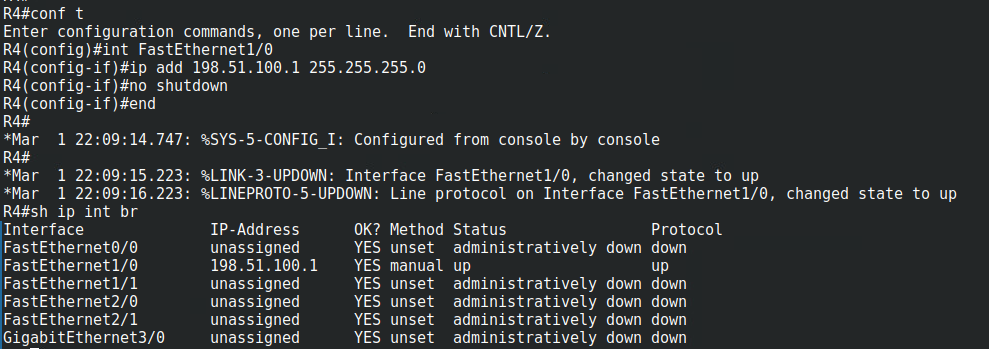 R4#conf t
Enter configuration commands, one per line.  End with CNTL/Z.
R4(config)#int FastEthernet1/0
R4(config-if)#ip add 198.51.100.1 255.255.255.0
R4(config-if)#no shutdown
R4(config-if)#end
R4#
*Mar  1 22:09:14.747: %SYS-5-CONFIG_I: Configured from console by console
R4#
*Mar  1 22:09:15.223: %LINK-3-UPDOWN: Interface FastEthernet1/0, changed state to up
*Mar  1 22:09:16.223: %LINEPROTO-5-UPDOWN: Line protocol on Interface FastEthernet1/0, changed state to up
R4#sh ip int br
Interface              IP-Address      OK? Method Status                Protocol
FastEthernet0/0        unassigned      YES unset  administratively down down
FastEthernet1/0        198.51.100.1    YES manual up                    up
FastEthernet1/1        unassigned      YES unset  administratively down down
FastEthernet2/0        unassigned      YES unset  administratively down down
FastEthernet2/1        unassigned      YES unset  administratively down down
GigabitEthernet3/0     unassigned      YES unset  administratively down down